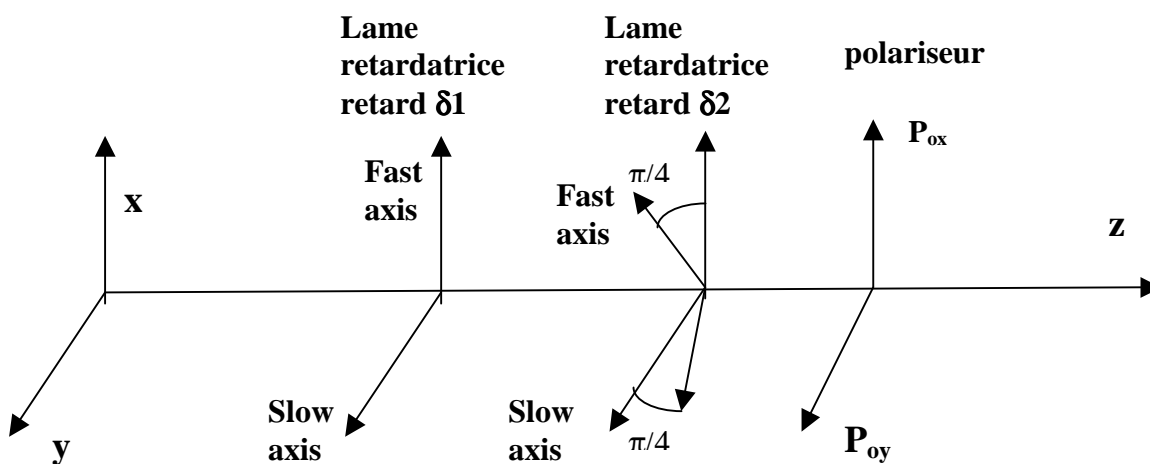 Lame
retardatrice
retard δ1
Lame
retardatrice
retard δ2
polariseur
x
Fast
axis
π/4
Fast
axis
Pox
z
y
Slow
axis
Slow
axis
π/4
Poy